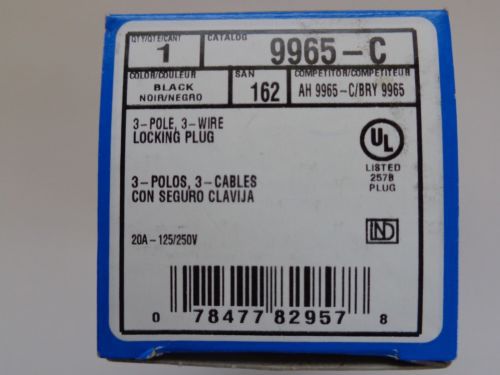 QTY/QTE/CANT CATALOG
1 9965-C
COLOR/COULEUR SAN COMPETITOR/COMPETITEUR
BLACK 162 AH 9965-C/BRY 9965
NOIR/NEGRO
3-POLE, 3-WIRE
LOCKING PLUG
UL
LISTED
257B
PLUG
3-POLOS, 3-CABLES
CON SEGURO CLAVIJA
20A-125/250V
0 78477 82957 8